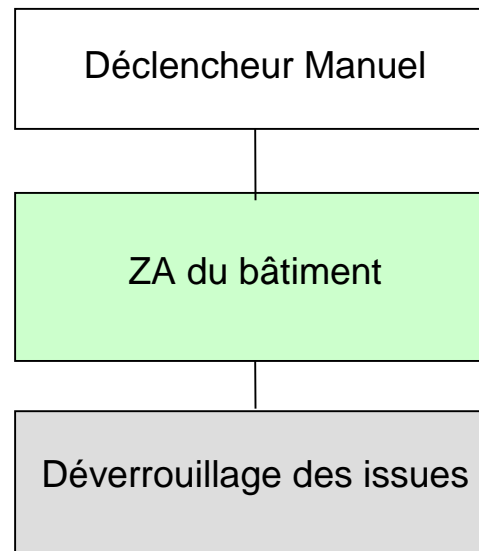 Déclencheur Manuel
ZA du bâtiment
Déverrouillage des issues